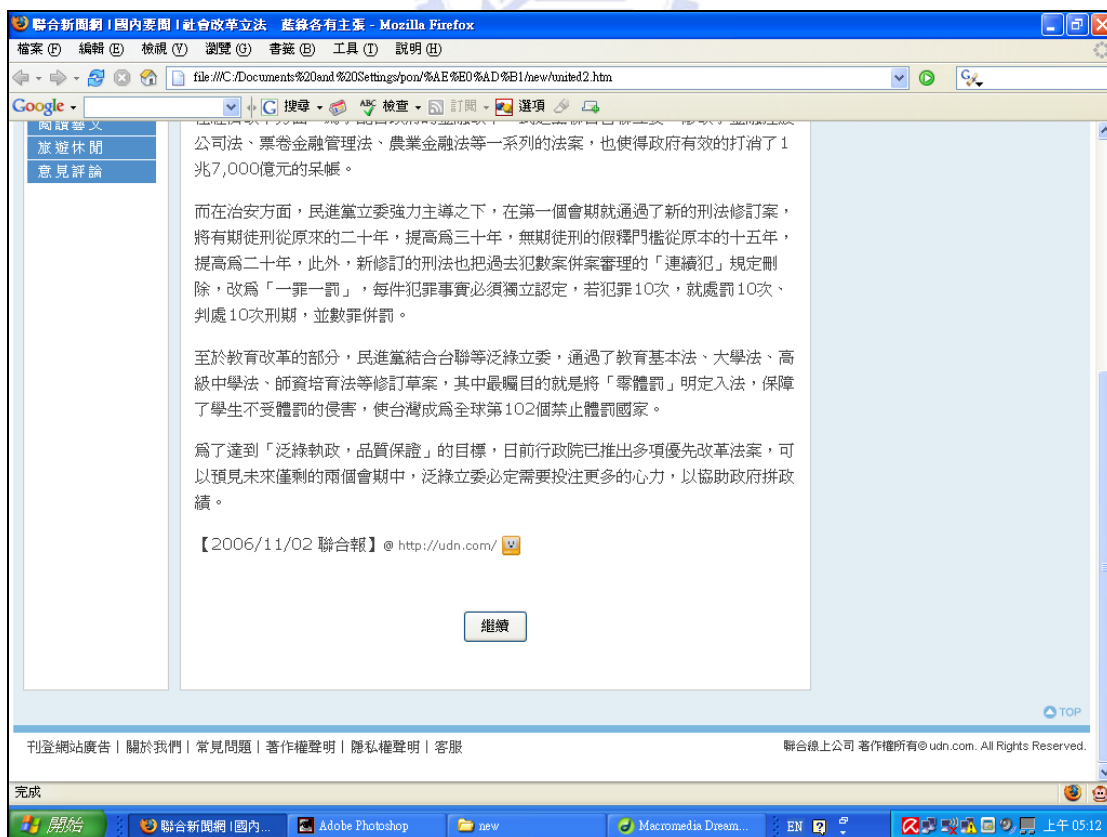 聯合新聞網 | 國內要聞 | 社會改革立法　藍綠各有主張 - Mozilla Firefox
檔案(F) 編輯(E) 檢視(V) 瀏覽(G) 書籤(B) 工具(T) 說明(H)
file:///C:/Documents%20and%20Settings/pon/%AE%E0%AD%B1/new/united2.htm
Google 搜尋 檢查 訂閱 選項
閱讀藝文
旅遊休閒
意見評論
公司法、票卷金融管理法、農業金融法等一系列的法案，也使得政府有效的打消了1
兆7,000億元的呆帳。
而在治安方面，民進黨立委強力主導之下，在第一個會期就通過了新的刑法修訂案，
將有期徒刑從原來的二十年，提高為三十年，無期徒刑的假釋門檻從原本的十五年，
提高為二十年，此外，新修訂的刑法也把過去犯數案併案審理的「連續犯」規定刪
除，改為「一罪一罰」，每件犯罪事實必須獨立認定，若犯罪10次，就處罰10次、
判處10次刑期，並數罪併罰。
至於教育改革的部分，民進黨結合台聯等泛綠立委，通過了教育基本法、大學法、高
級中學法、師資培育法等修訂草案，其中最矚目的就是將「零體罰」明定入法，保障
了學生不受體罰的侵害，使台灣成為全球第102個禁止體罰國家。
為了達到「泛綠執政，品質保證」的目標，日前行政院已推出多項優先改革法案，可
以預見未來僅剩的兩個會期中，泛綠立委必定需要投注更多的心力，以協助政府拼政
績。
【2006/11/02 聯合報】@ http://udn.com/
繼續
TOP
刊登網站廣告 | 關於我們 | 常見問題 | 著作權聲明 | 隱私權聲明 | 客服
聯合線上公司 著作權所有© udn.com. All Rights Reserved.
完成
開始 聯合新聞網 | 國內... Adobe Photoshop new Macromedia Dream... EN 上午 05:12